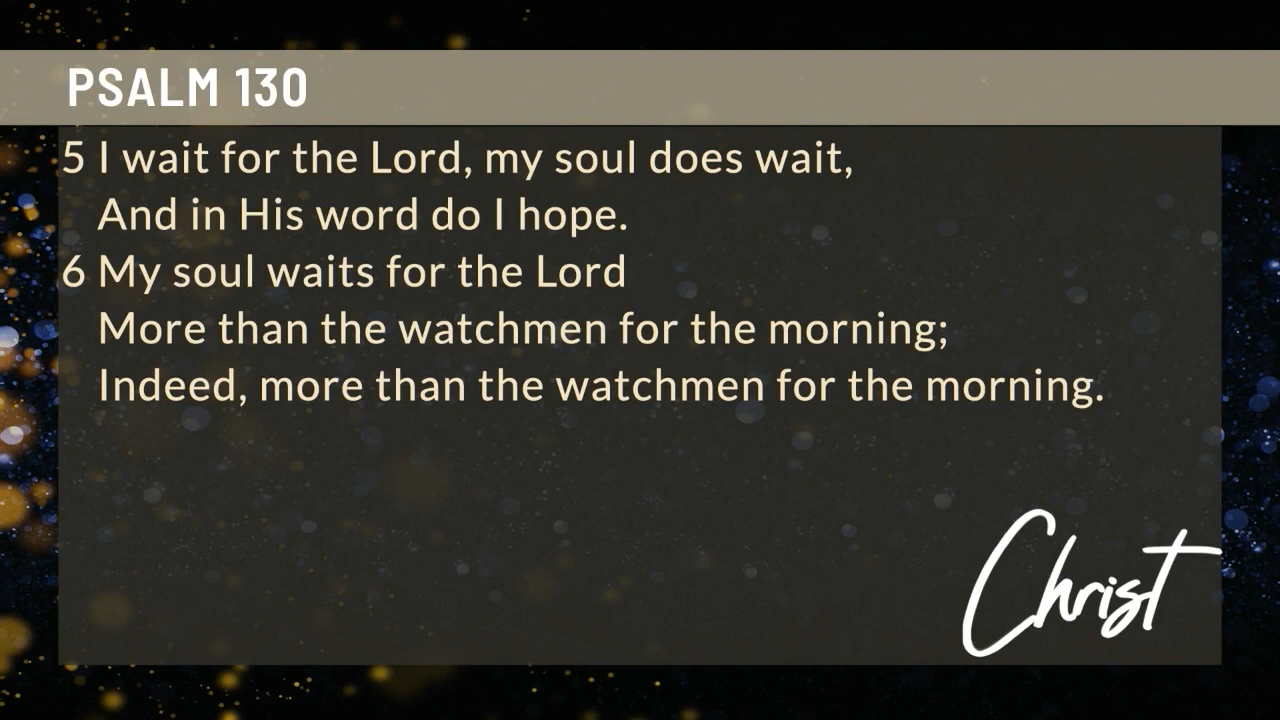 PSALM 130
5 I wait for the Lord, my soul does wait,
And in His word do I hope.
6 My soul waits for the Lord
More than the watchmen for the morning;
Indeed, more than the watchmen for the morning.
Christ